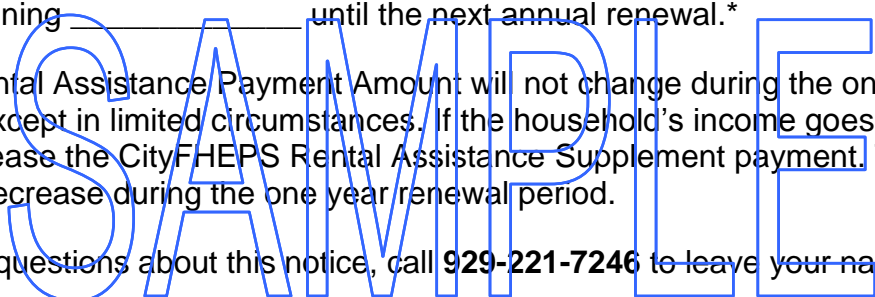 ning ______________ until the next annual renewal.*
ntal Assistance Payment Amount will not change during the on
xcept in limited circumstances. If the household's income goes
ease the CityFHEPS Rental Assistance Supplement payment.
ecrease during the one year renewal period.
questions about this notice, call 929-221-7246 to leave your na
SAMPLE